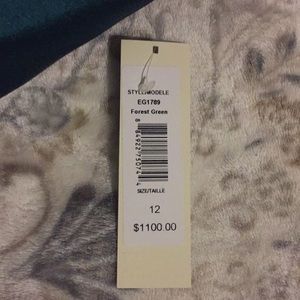 STYLE/MODELE
EG1789
Forest Green
SIZE/TAILLE
12
$1100.00